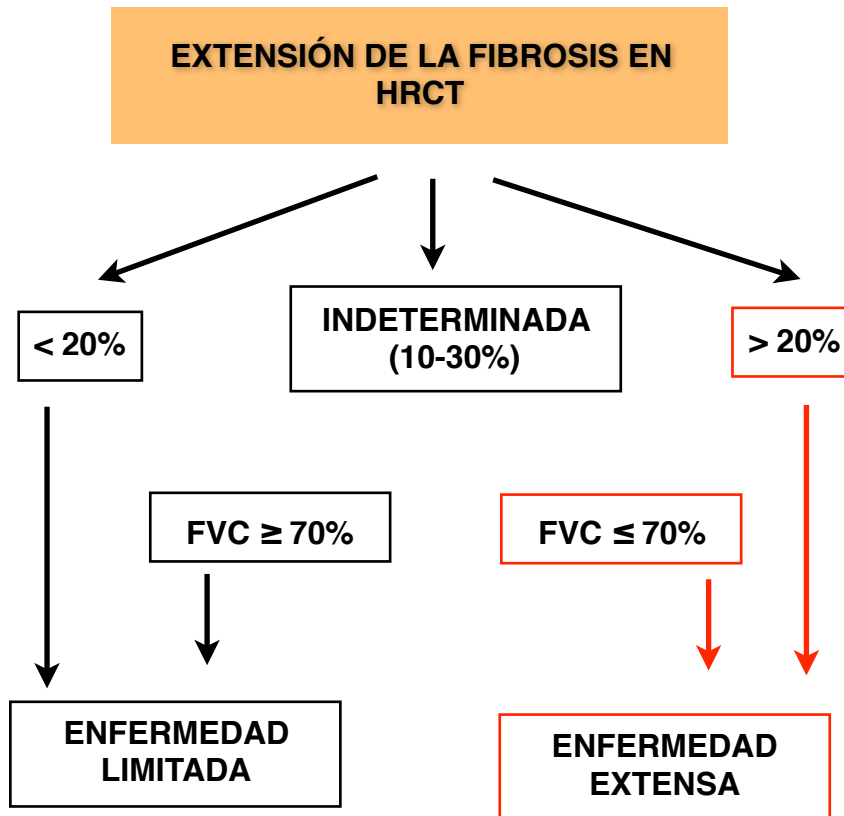 EXTENSIÓN DE LA FIBROSIS EN
HRCT
< 20%
INDETERMINADA
(10-30%)
> 20%
FVC ≥ 70%
FVC ≤ 70%
ENFERMEDAD
LIMITADA
ENFERMEDAD
EXTENSA